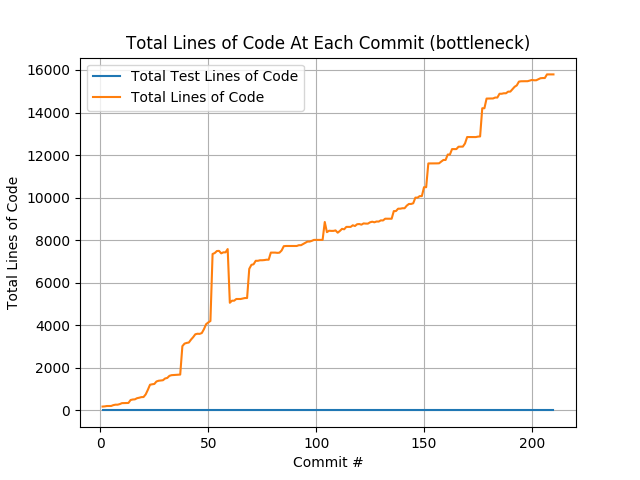 Total Lines of Code At Each Commit (bottleneck)
Total Test Lines of Code
Total Lines of Code
16000
14000
12000
10000
8000
6000
4000
2000
0
Total Lines of Code
0 50 100 150 200
Commit #